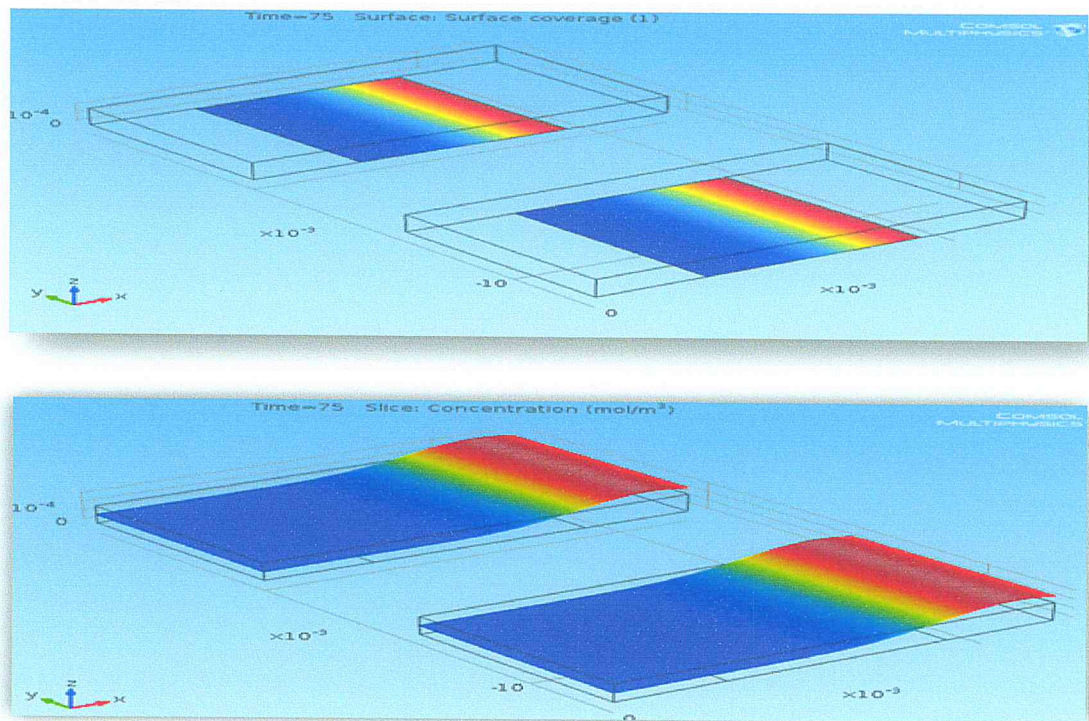 Time=75 Surface: Surface coverage (1)
COMSOL
MULTIPHYSICS
10⁻⁴
0
×10⁻³
-10
×10⁻³
0
y z x
Time=75 Slice: Concentration (mol/m³)
COMSOL
MULTIPHYSICS
10⁻⁴
0
×10⁻³
-10
×10⁻³
0
y z x